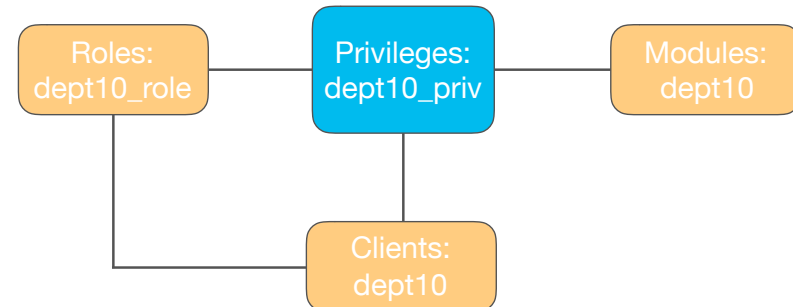 Roles:
dept10_role
Privileges:
dept10_priv
Modules:
dept10
Clients:
dept10